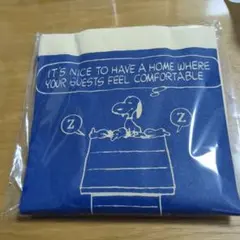 IT'S NICE TO HAVE A HOME WHERE
YOUR GUESTS FEEL COMFORTABLE
Z
Z